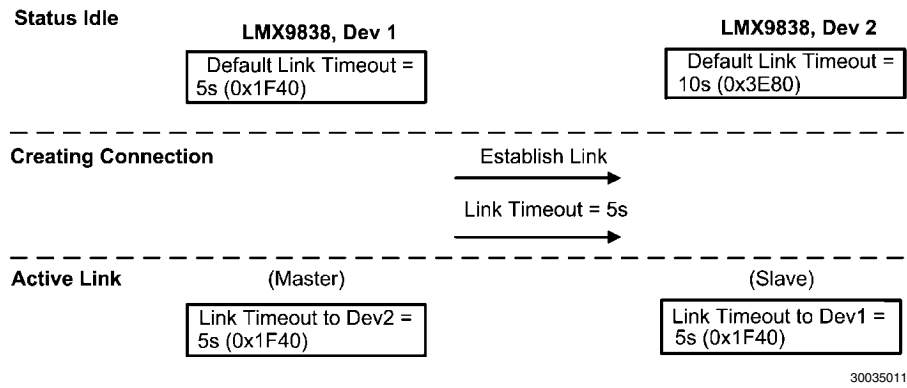 Status Idle
LMX9838, Dev 1
LMX9838, Dev 2
Default Link Timeout =
5s (0x1F40)
Default Link Timeout =
10s (0x3E80)
Creating Connection
Establish Link
Link Timeout = 5s
Active Link
(Master)
(Slave)
Link Timeout to Dev2 =
5s (0x1F40)
Link Timeout to Dev1 =
5s (0x1F40)
30035011